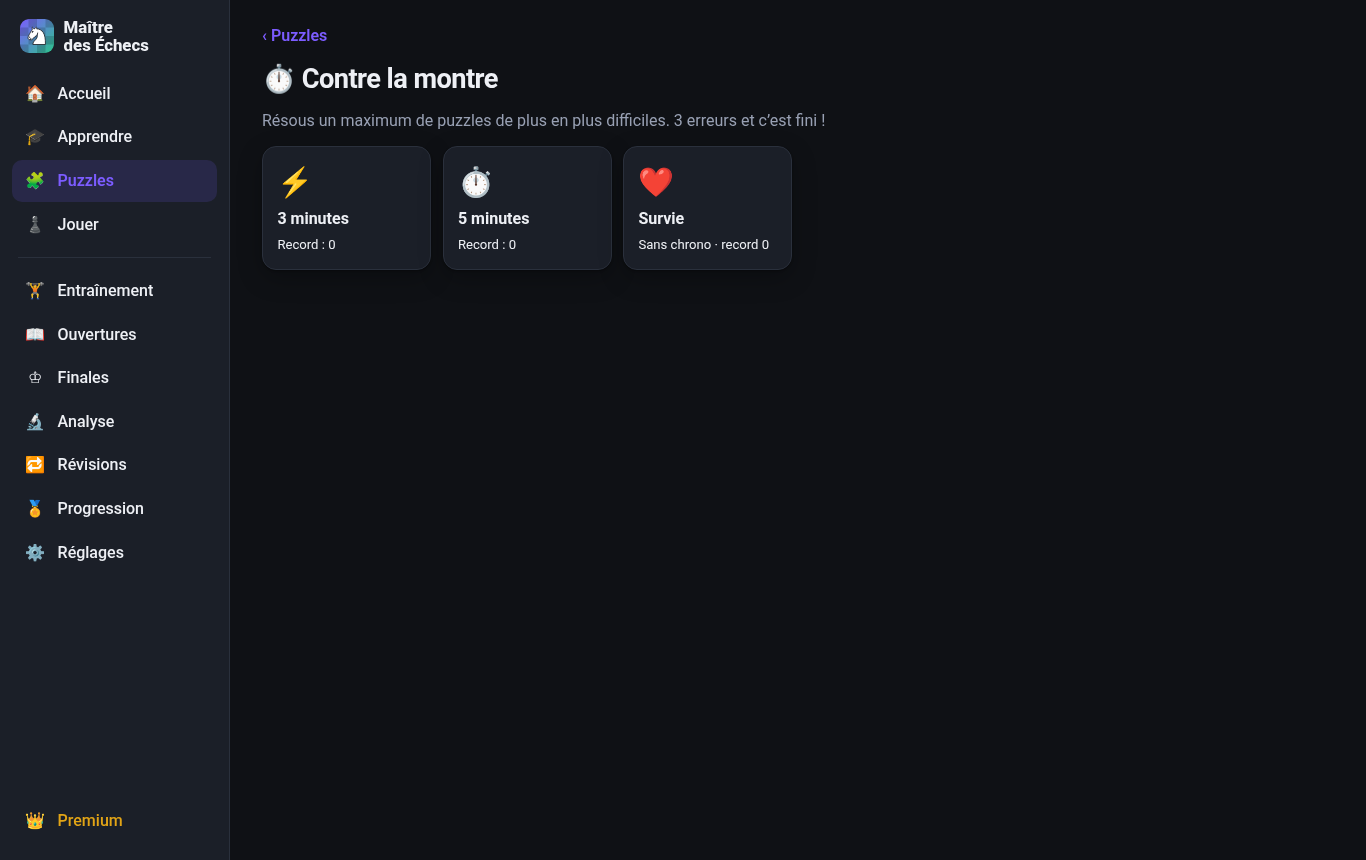 Maître
des Échecs
Accueil
Apprendre
Puzzles
Jouer
Entraînement
Ouvertures
Finales
Analyse
Révisions
Progression
Réglages
Premium
‹ Puzzles
Contre la montre
Résous un maximum de puzzles de plus en plus difficiles. 3 erreurs et c’est fini !
3 minutes
Record : 0
5 minutes
Record : 0
Survie
Sans chrono · record 0